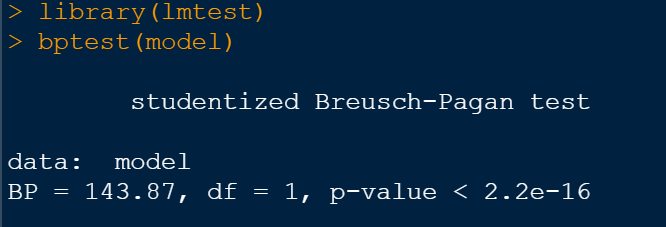 > library(lmtest)
> bptest(model)
studentized Breusch-Pagan test
data:  model
BP = 143.87, df = 1, p-value < 2.2e-16